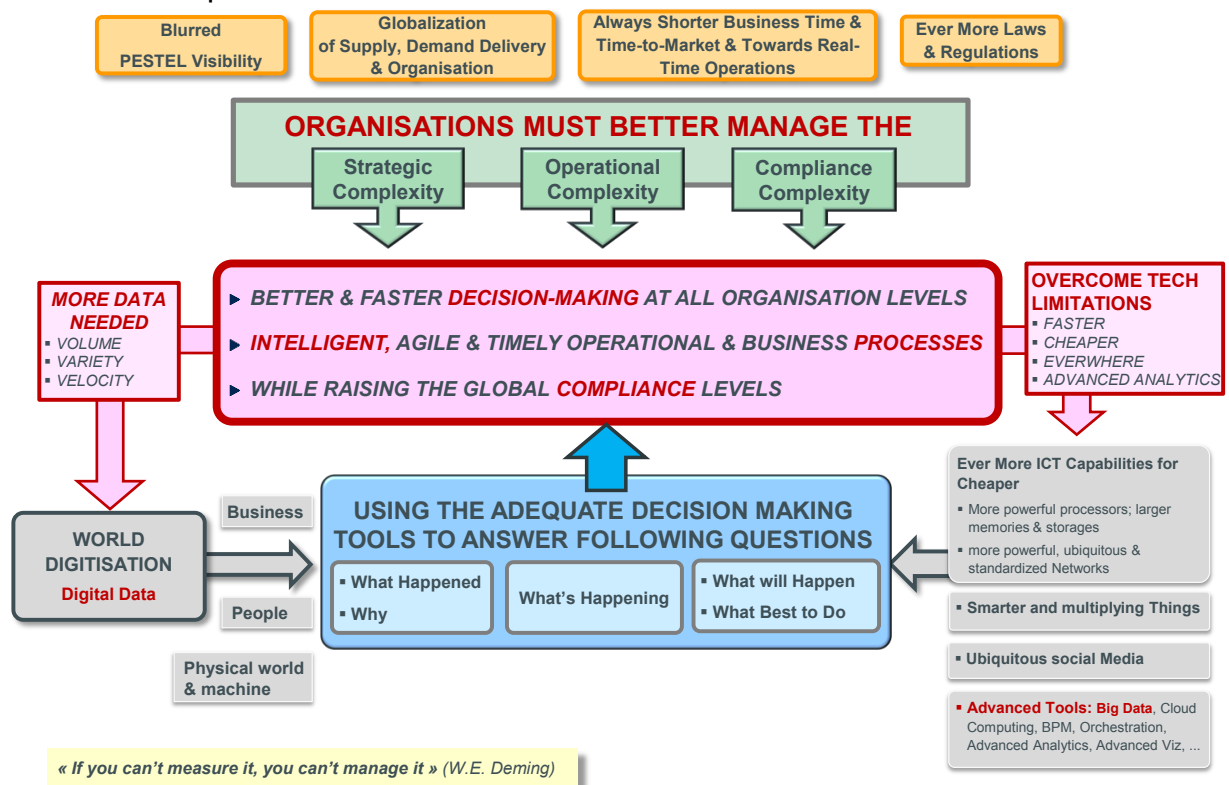 Blurred
PESTEL Visibility
Globalization
of Supply, Demand Delivery
& Organisation
Always Shorter Business Time &
Time-to-Market & Towards Real-
Time Operations
Ever More Laws
& Regulations
ORGANISATIONS MUST BETTER MANAGE THE
Strategic
Complexity
Operational
Complexity
Compliance
Complexity
MORE DATA
NEEDED
▪ VOLUME
▪ VARIETY
▪ VELOCITY
► BETTER & FASTER DECISION-MAKING AT ALL ORGANISATION LEVELS
► INTELLIGENT, AGILE & TIMELY OPERATIONAL & BUSINESS PROCESSES
► WHILE RAISING THE GLOBAL COMPLIANCE LEVELS
OVERCOME TECH
LIMITATIONS
▪ FASTER
▪ CHEAPER
▪ EVERWHERE
▪ ADVANCED ANALYTICS
WORLD
DIGITISATION
Digital Data
Business
People
Physical world
& machine
USING THE ADEQUATE DECISION MAKING
TOOLS TO ANSWER FOLLOWING QUESTIONS
▪ What Happened
▪ Why
What's Happening
▪ What will Happen
▪ What Best to Do
Ever More ICT Capabilities for
Cheaper
▪ More powerful processors; larger
memories & storages
▪ more powerful, ubiquitous &
standardized Networks
▪ Smarter and multiplying Things
▪ Ubiquitous social Media
▪ Advanced Tools: Big Data, Cloud
Computing, BPM, Orchestration,
Advanced Analytics, Advanced Viz, ...
« If you can't measure it, you can't manage it » (W.E. Deming)